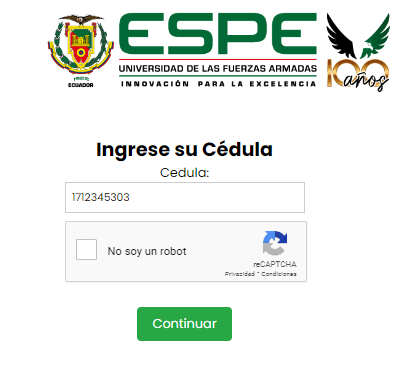 ESPE
UNIVERSIDAD DE LAS FUERZAS ARMADAS
INNOVACIÓN PARA LA EXCELENCIA
ECUADOR
100
años
Ingrese su Cédula
Cedula:
1712345303
No soy un robot
reCAPTCHA
Privacidad * Condiciones
Continuar